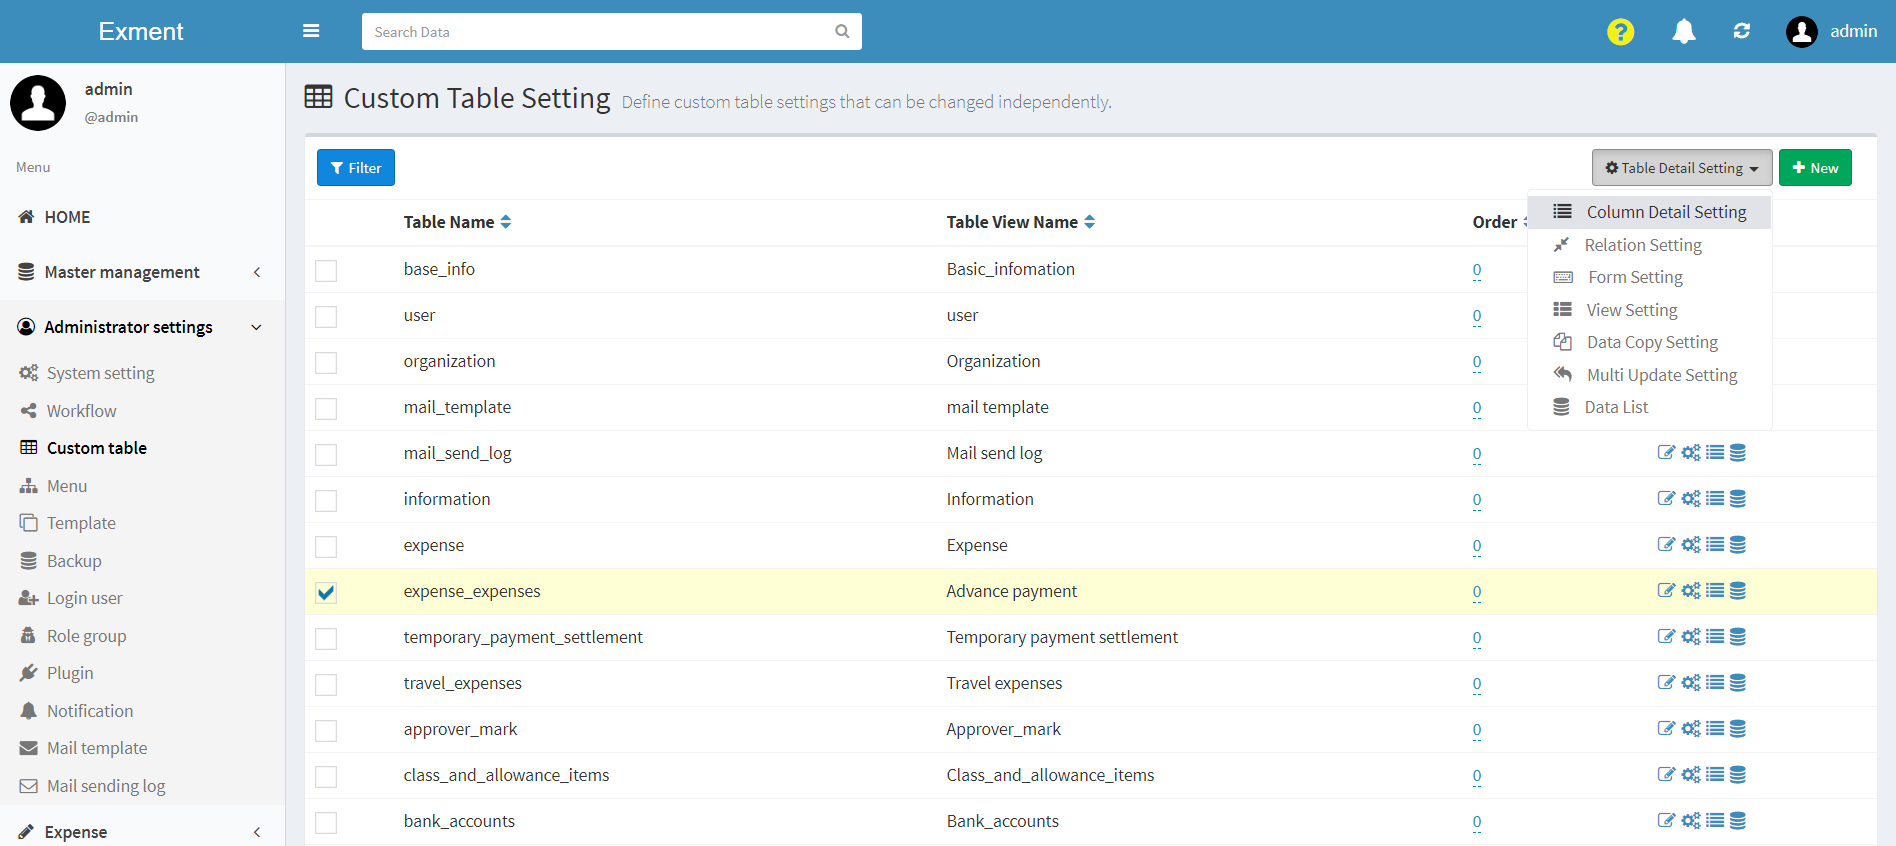 Exment
Search Data
?
admin
admin
@admin
Menu
HOME
Master management
Administrator settings
System setting
Workflow
Custom table
Menu
Template
Backup
Login user
Role group
Plugin
Notification
Mail template
Mail sending log
Expense
Custom Table Setting Define custom table settings that can be changed independently.
Filter
Table Detail Setting
New
Column Detail Setting
Relation Setting
Form Setting
View Setting
Data Copy Setting
Multi Update Setting
Data List
Table Name Table View Name Order
base_info Basic_infomation 0
user user 0
organization Organization 0
mail_template mail template 0
mail_send_log Mail send log 0
information Information 0
expense Expense 0
expense_expenses Advance payment 0
temporary_payment_settlement Temporary payment settlement 0
travel_expenses Travel expenses 0
approver_mark Approver_mark 0
class_and_allowance_items Class_and_allowance_items 0
bank_accounts Bank_accounts 0